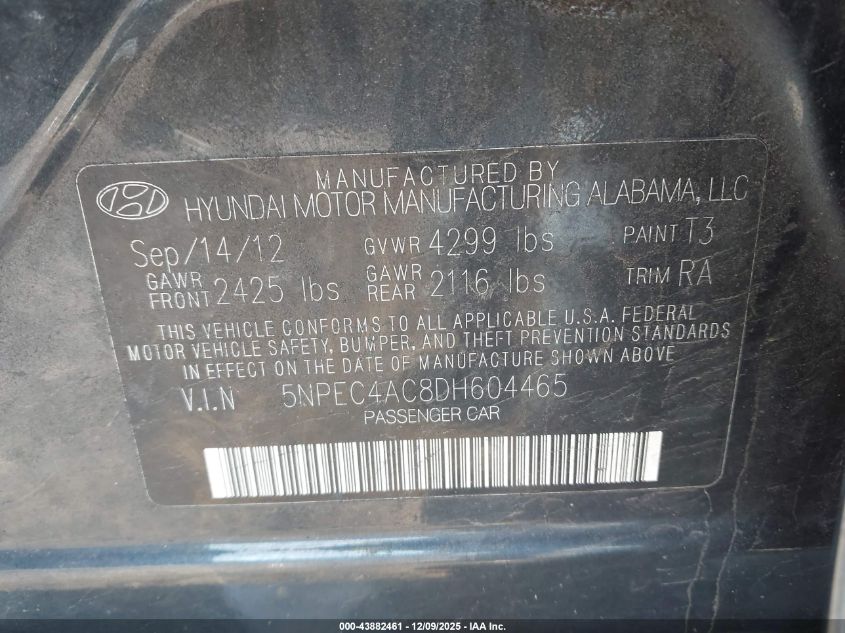 MANUFACTURED BY
HYUNDAI MOTOR MANUFACTURING ALABAMA, LLC
Sep/14/12 GVWR 4299 lbs PAINT T3
GAWR FRONT 2425 lbs GAWR REAR 2116 lbs TRIM RA
THIS VEHICLE CONFORMS TO ALL APPLICABLE U.S.A. FEDERAL
MOTOR VEHICLE SAFETY, BUMPER, AND THEFT PREVENTION STANDARDS
IN EFFECT ON THE DATE OF MANUFACTURE SHOWN ABOVE.
V.I.N 5NPEC4AC8DH604465
PASSENGER CAR
000-43882461 - 12/09/2025 - IAA Inc.